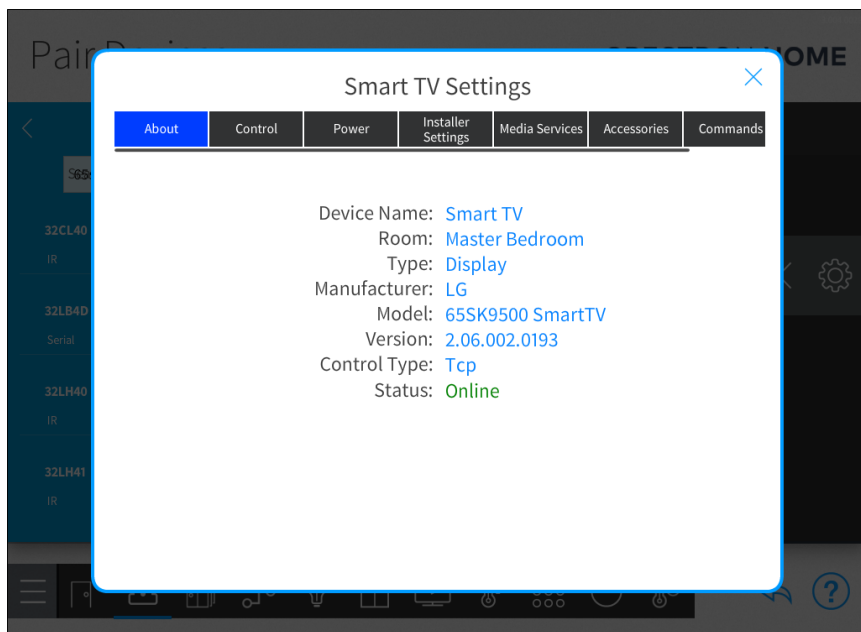 Pair
OME
Smart TV Settings
About
Control
Power
Installer
Settings
Media Services
Accessories
Commands
32CL40
IR
32LB4D
Serial
32LH40
IR
32LH41
IR
Device Name: Smart TV
Room: Master Bedroom
Type: Display
Manufacturer: LG
Model: 65SK9500 SmartTV
Version: 2.06.002.0193
Control Type: Tcp
Status: Online
?